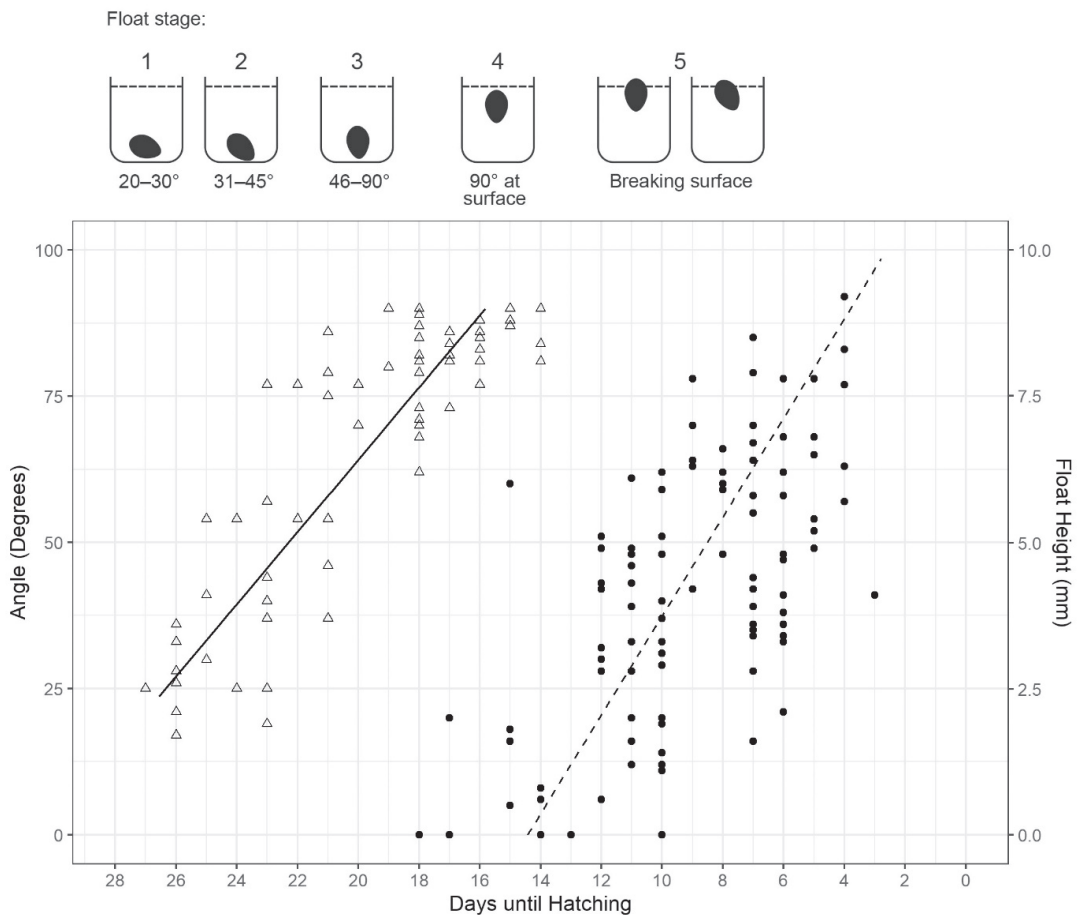 Float stage:
1 2 3 4 5
20–30° 31–45° 46–90° 90° at surface Breaking surface
100 10.0
75 7.5
50 5.0
25 2.5
0 0.0
Angle (Degrees)
Float Height (mm)
28 26 24 22 20 18 16 14 12 10 8 6 4 2 0
Days until Hatching